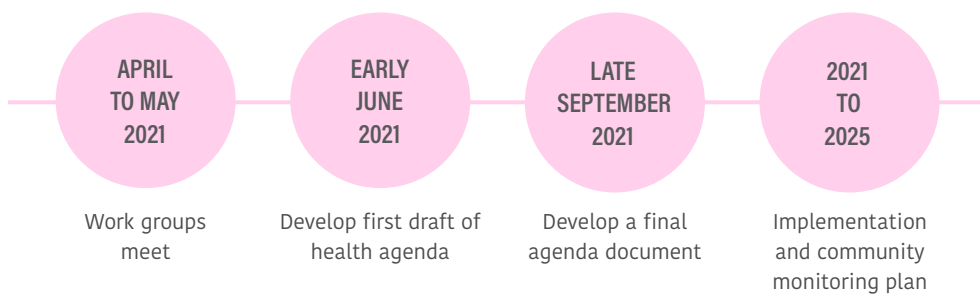 APRIL
TO MAY
2021
Work groups
meet
EARLY
JUNE
2021
Develop first draft of
health agenda
LATE
SEPTEMBER
2021
Develop a final
agenda document
2021
TO
2025
Implementation
and community
monitoring plan